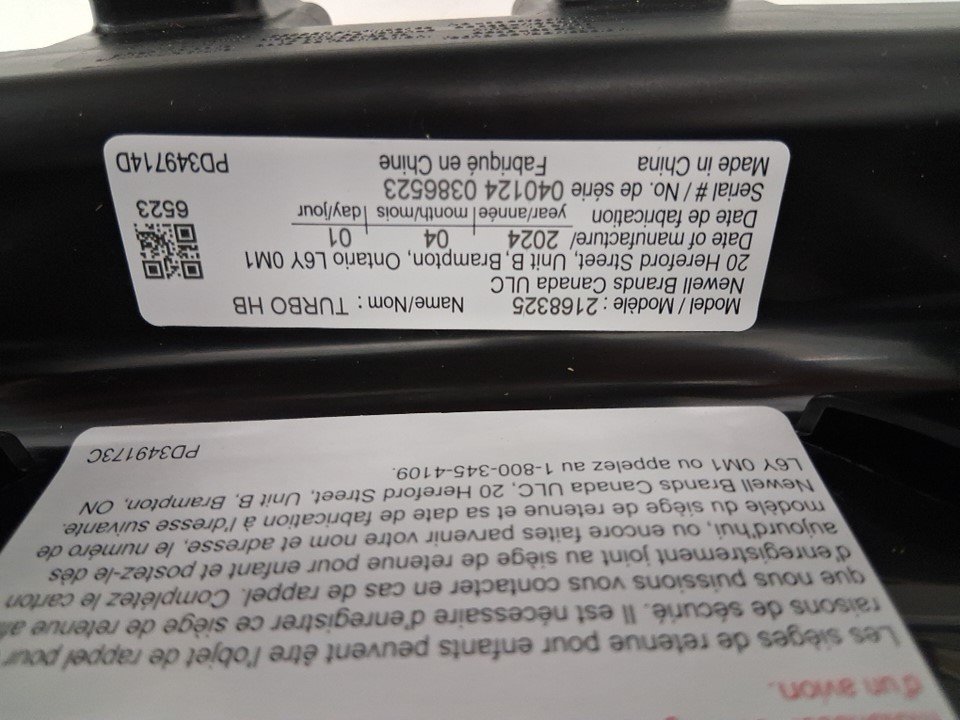 d'un avion.
Les sièges de retenue pour enfants peuvent être l'objet de rappel pour
raisons de sécurité. Il est nécessaire d'enregistrer ce siège de retenue
que nous puissions vous contacter en cas de rappel. Complétez le carton
d'enregistrement joint au siège de retenue pour enfant et postez-le dès
aujourd'hui, ou encore faites parvenir votre nom et adresse, le numéro de
modèle du siège de retenue et sa date de fabrication à l'dresse suivante.
Newell Brands Canada ULC, 20 Hereford Street, Unit B, Brampton, ON
L6Y 0M1 ou appelez au 1-800-345-4109.
PD349173C
Model / Modèle : 2168325 Name/Nom : TURBO HB
Newell Brands Canada ULC
20 Hereford Street, Unit B, Brampton, Ontario L6Y 0M1
Date of manufacture/ 2024 04 01
Date de fabrication year/année month/mois day/jour
6523
Serial # / No. de série 040124 0386523
Made in China Fabriqué en Chine PD349714D